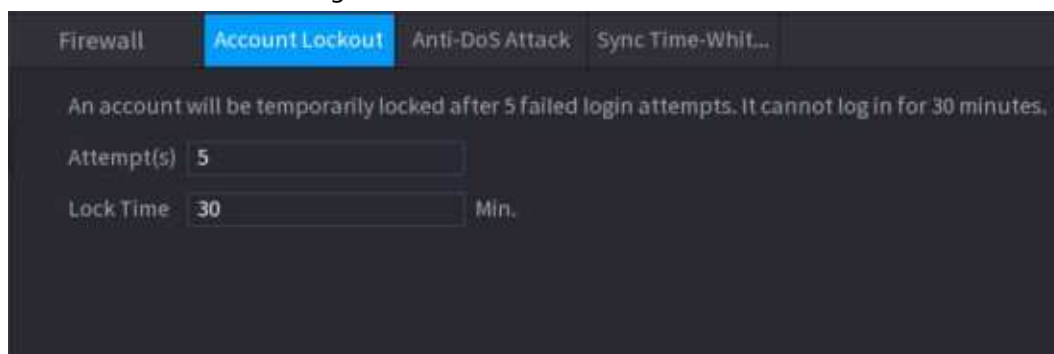 Firewall Account Lockout Anti-DoS Attack Sync Time-Whit...
An account will be temporarily locked after 5 failed login attempts. It cannot log in for 30 minutes.
Attempt(s) 5
Lock Time 30 Min.